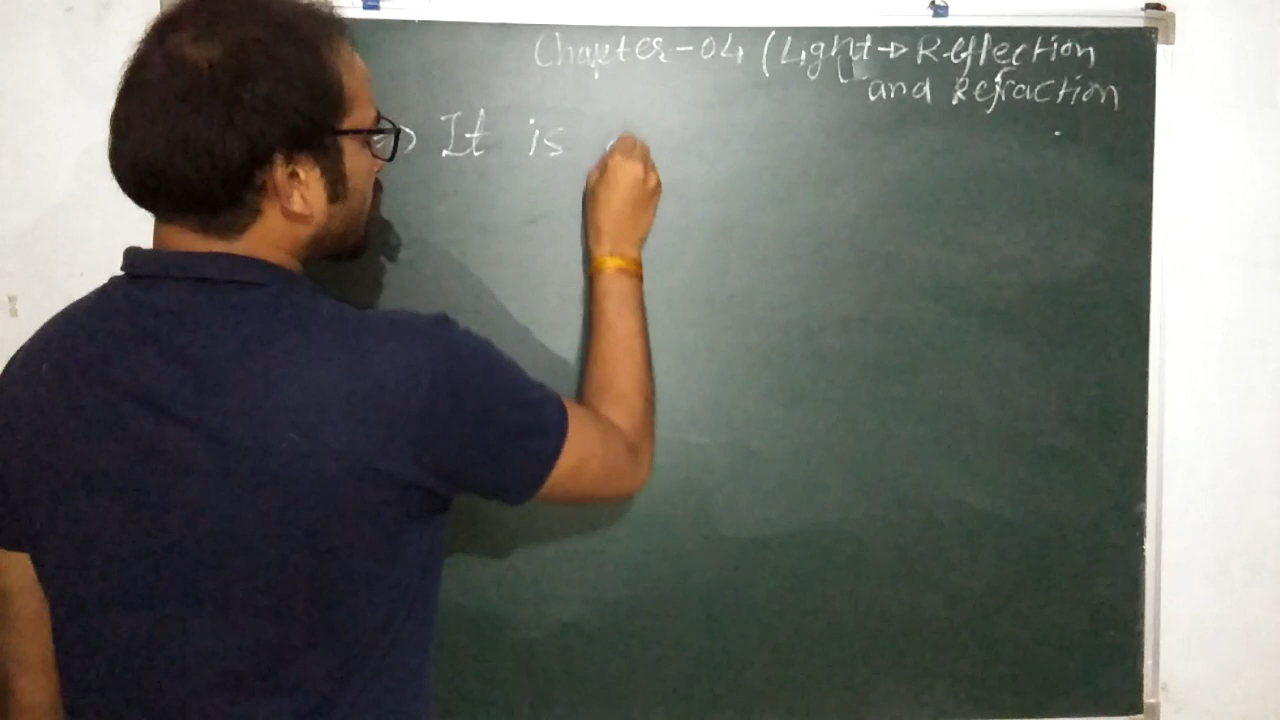 Chapter-04 (Light → Reflection
and Refraction
⇒ It is